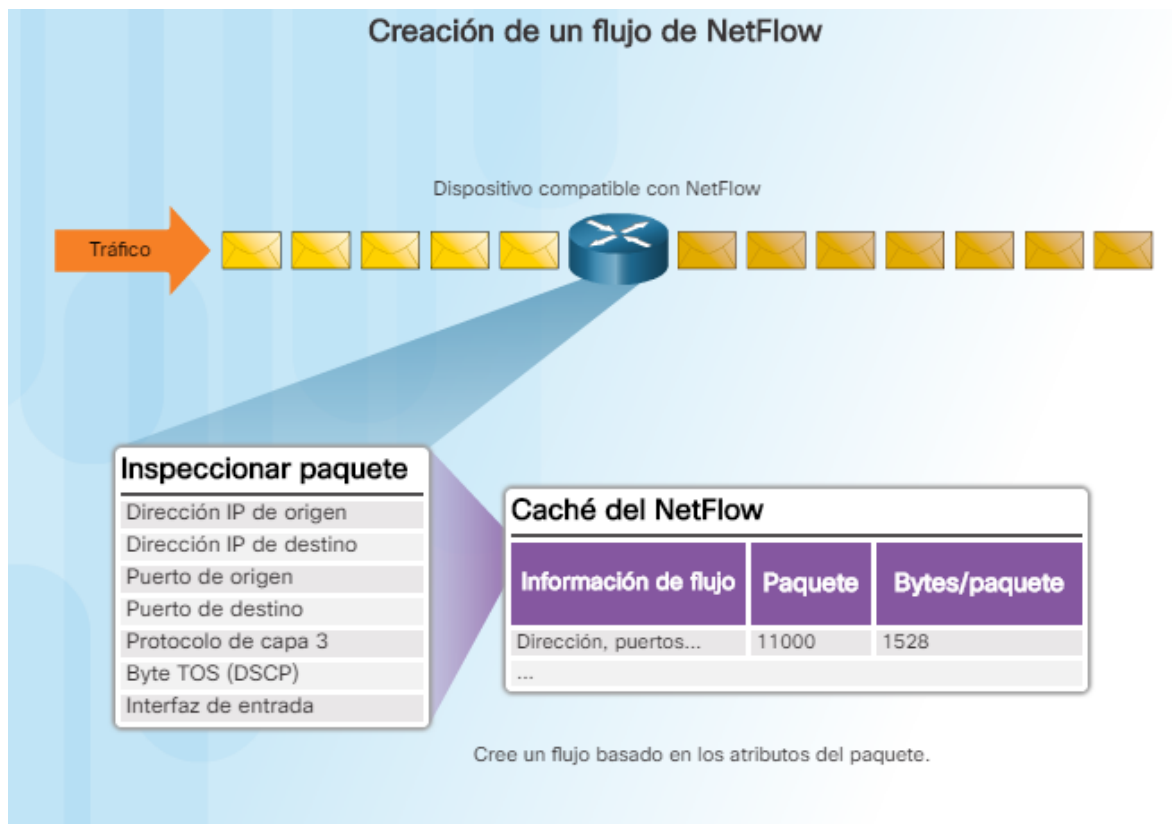 Creación de un flujo de NetFlow
Dispositivo compatible con NetFlow
Tráfico
Inspeccionar paquete
Dirección IP de origen
Dirección IP de destino
Puerto de origen
Puerto de destino
Protocolo de capa 3
Byte TOS (DSCP)
Interfaz de entrada
Caché del NetFlow
Información de flujo Paquete Bytes/paquete
Dirección, puertos... 11000 1528
...
Cree un flujo basado en los atributos del paquete.